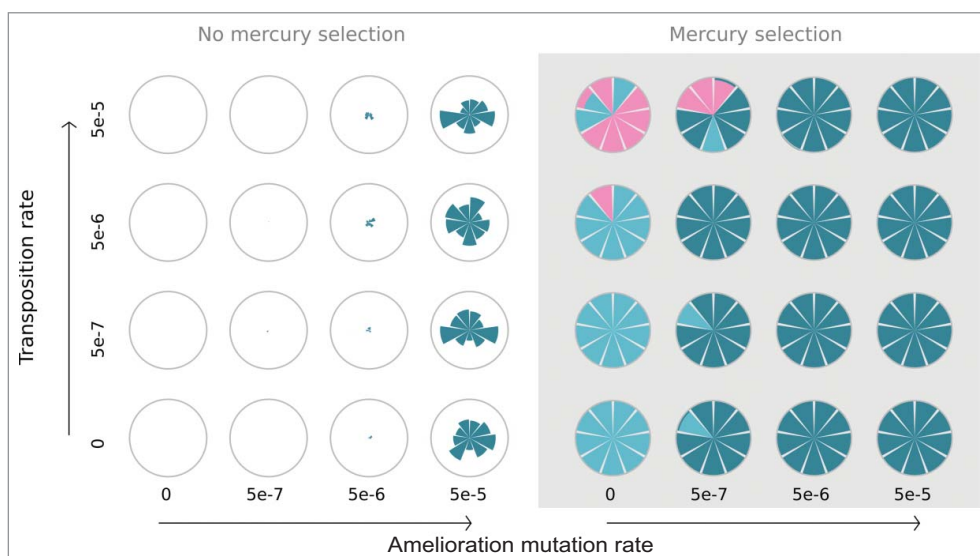 No mercury selection
Mercury selection
Transposition rate
5e-5
5e-6
5e-7
0
0
5e-7
5e-6
5e-5
0
5e-7
5e-6
5e-5
Amelioration mutation rate